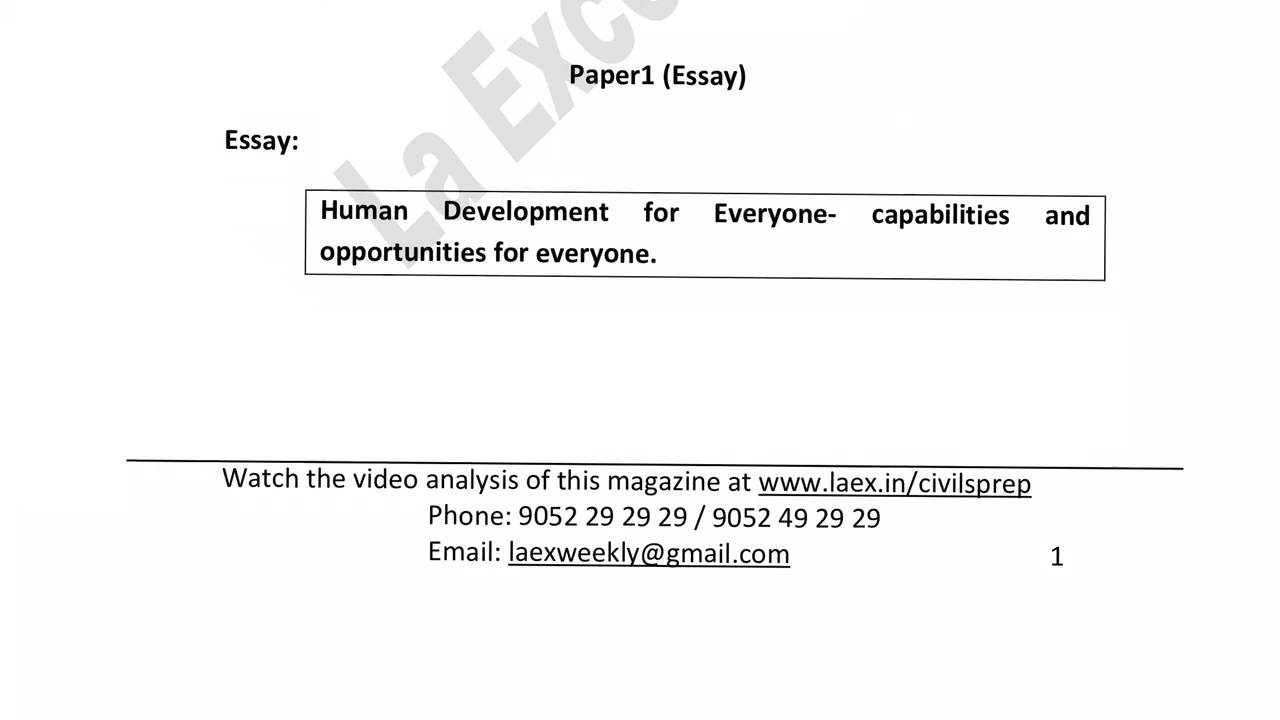 Paper1 (Essay)
Essay:
Human Development for Everyone- capabilities and
opportunities for everyone.
Watch the video analysis of this magazine at www.laex.in/civilsprep
Phone: 9052 29 29 29 / 9052 49 29 29
Email: laexweekly@gmail.com 1
La